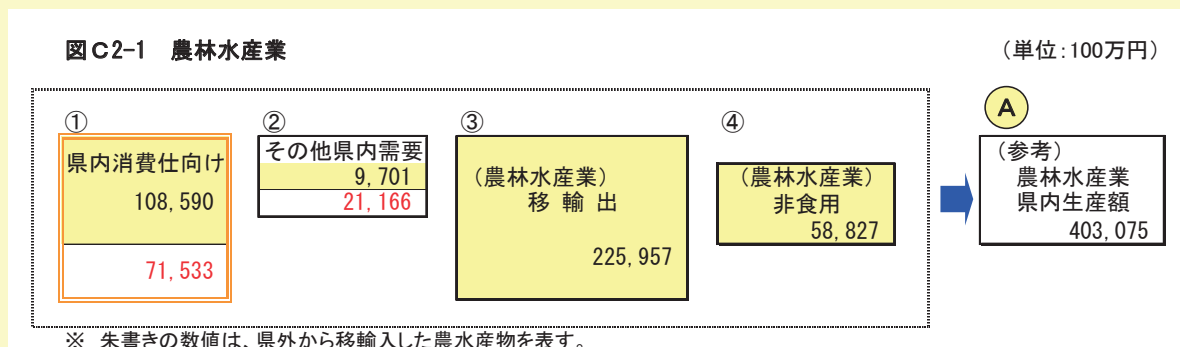 図C2-1 農林水産業
（単位：100万円）
①
県内消費仕向け
108,590
71,533
②
その他県内需要
9,701
21,166
③
（農林水産業）
移 輸 出
225,957
④
（農林水産業）
非食用
58,827
A
（参考）
農林水産業
県内生産額
403,075
※ 朱書きの数値は、県外から移輸入した農水産物を表す。